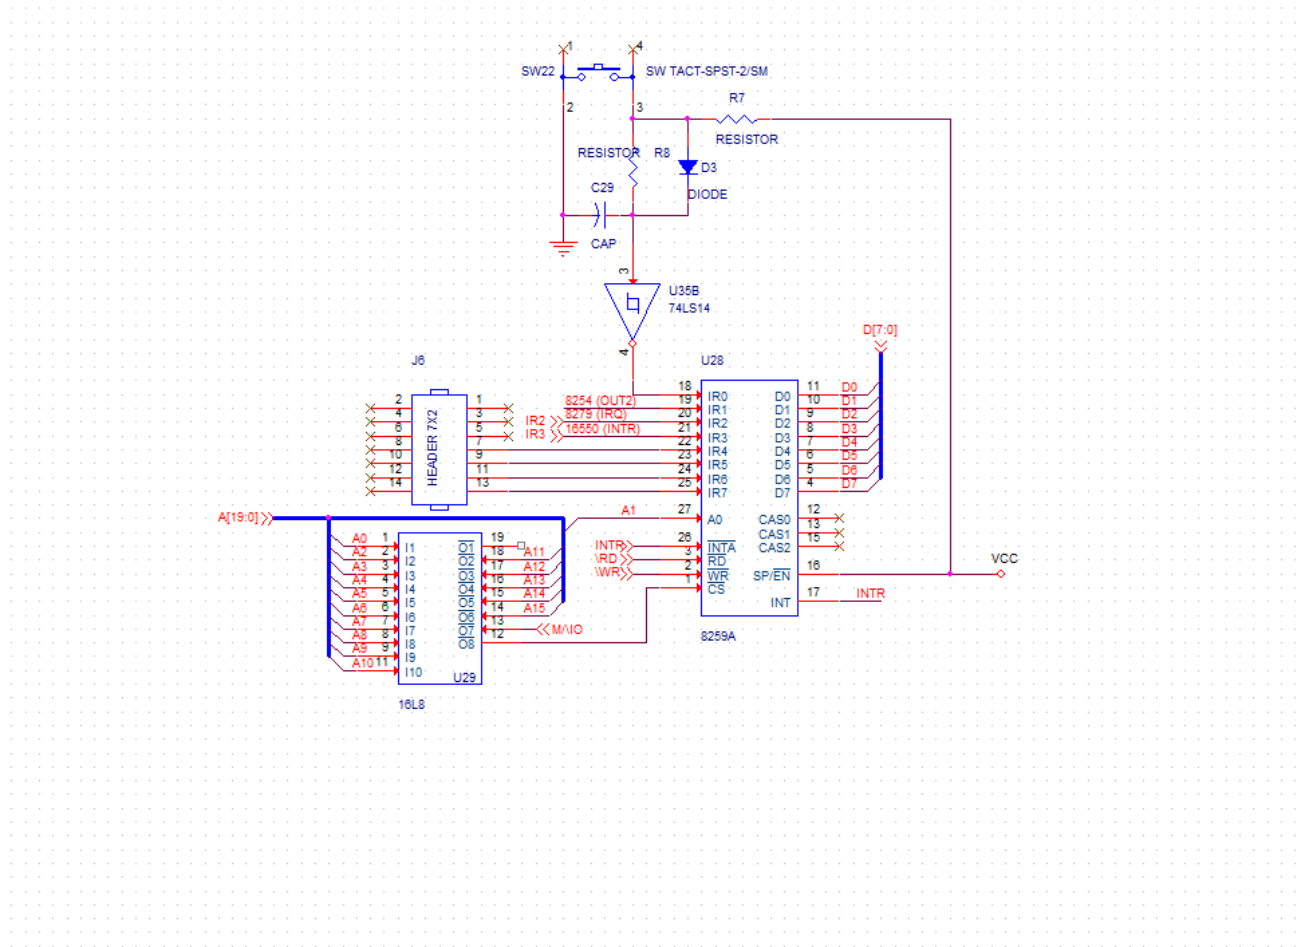 1
4
SW22
SW TACT-SPST-2/SM
2
3
R7
RESISTOR
RESISTOR
R8
D3
DIODE
C29
CAP
3
U35B
74LS14
4
D[7:0]
J6
U28
HEADER 7X2
2
4
6
8
10
12
14
1
3
5
7
9
11
13
8254 (OUT2)
IR2
8279 (IRQ)
IR3
16550 (INTR)
18 IR0 D0 11 D0
19 IR1 D1 10 D1
20 IR2 D2 9 D2
21 IR3 D3 8 D3
22 IR4 D4 7 D4
23 IR5 D5 6 D5
24 IR6 D6 5 D6
25 IR7 D7 4 D7
A1 27 A0 CAS0 12
CAS1 13
INTR 26 INTA CAS2 15
\RD 3 RD
\WR 2 WR SP/EN 16
VCC
1 CS
INT 17 INTR
8259A
A[19:0]
A0 1 I1 O1 19
A2 2 I2 O2 18 A11
A3 3 I3 O3 17 A12
A4 4 I4 O4 16 A13
A5 5 I5 O5 15 A14
A6 6 I6 O6 14 A15
A7 7 I7 O7 13 M/\IO
A8 8 I8 O8 12
A9 9 I9
A10 11 I10
U29
16L8